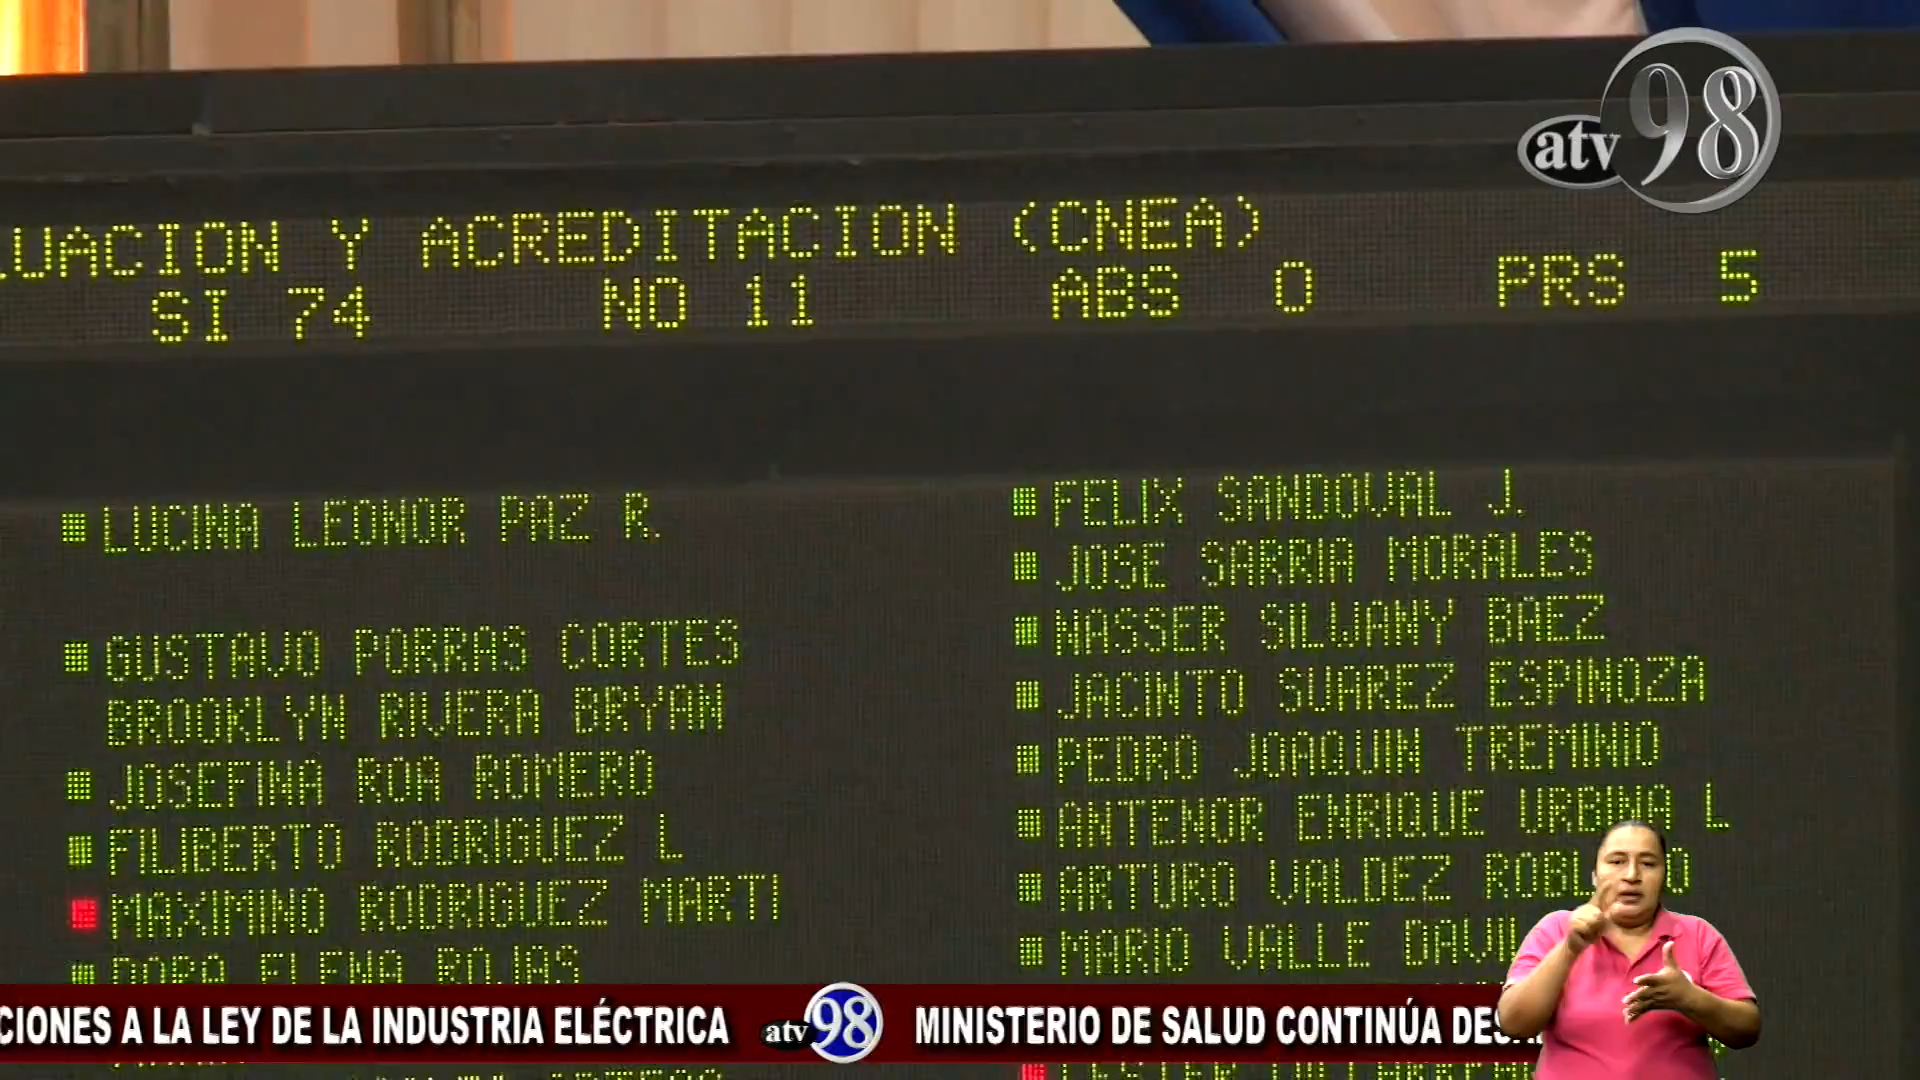 atv 98
LUACION Y ACREDITACION (CNEA)
SI 74 NO 11 ABS 0 PRS 5
LUCINA LEONOR PAZ R.
GUSTAVO PORRAS CORTES
BROOKLYN RIVERA BRYAN
JOSEFINA ROA ROMERO
FILIBERTO RODRIGUEZ L
MAXIMINO RODRIGUEZ MARTI
DORA ELENA ROJAS
FELIX SANDOVAL J.
JOSE SARRIA MORALES
NASSER SILWANY BAEZ
JACINTO SUAREZ ESPINOZA
PEDRO JOAQUIN TREMINIO
ANTENOR ENRIQUE URBINA L
ARTURO VALDEZ
MARIO VALLE
CIONES A LA LEY DE LA INDUSTRIA ELÉCTRICA atv 98 MINISTERIO DE SALUD CONTINÚA